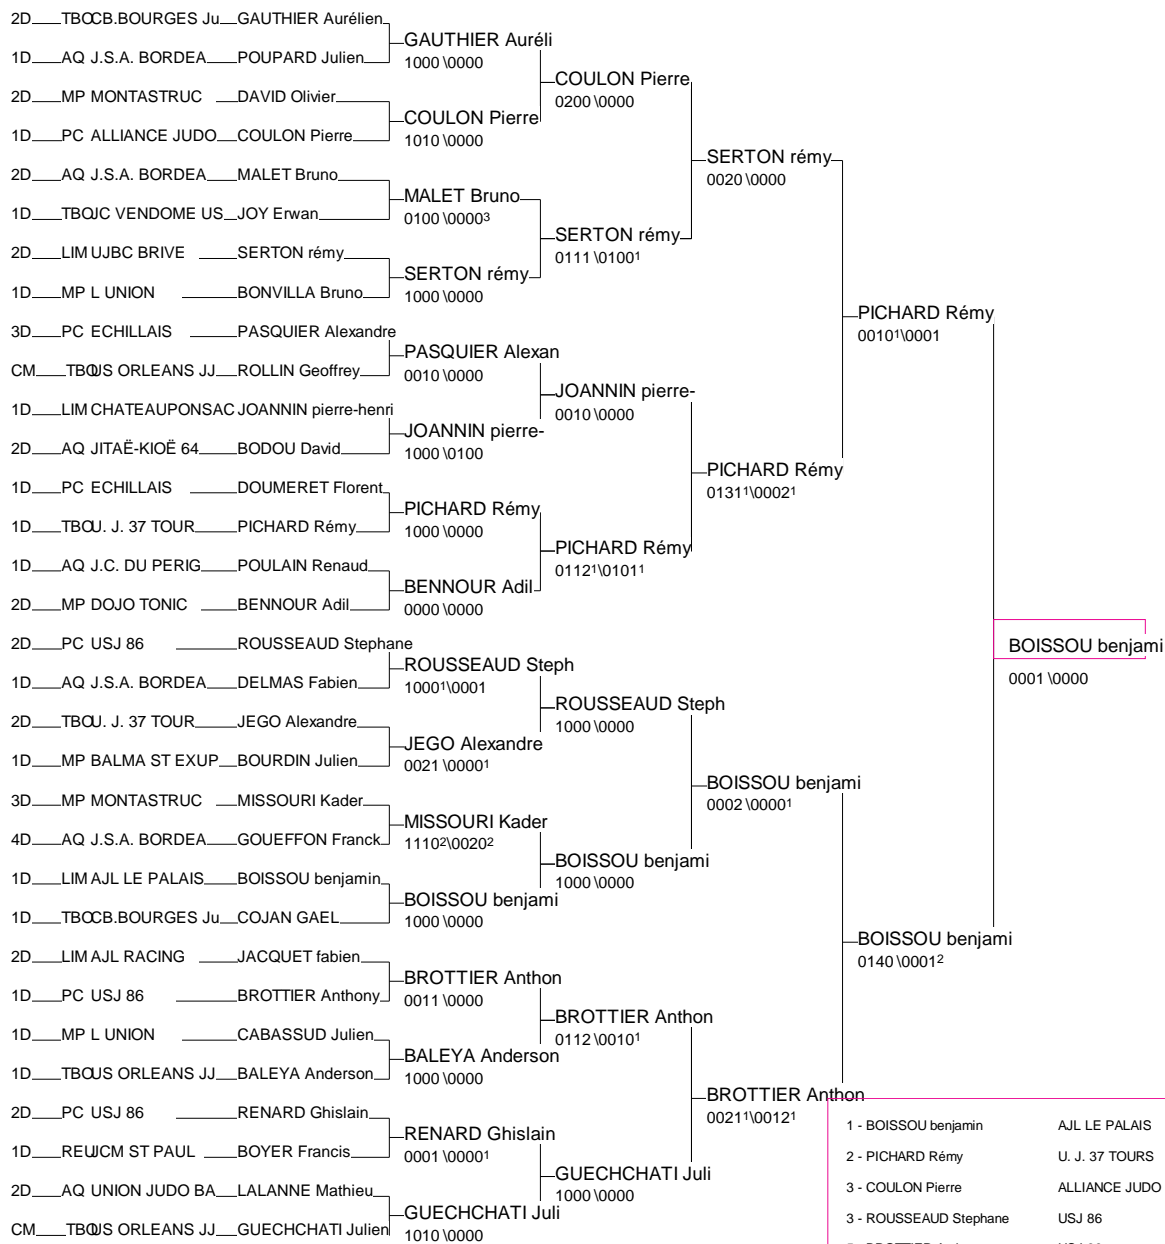 2D TBO CB.BOURGES Ju GAUTHIER Aurélien
GAUTHIER Auréli
1D AQ J.S.A. BORDEA POUPARD Julien
1000 \0000
COULON Pierre
2D MP MONTASTRUC DAVID Olivier
0200 \0000
COULON Pierre
1D PC ALLIANCE JUDO COULON Pierre
1010 \0000
SERTON rémy
2D AQ J.S.A. BORDEA MALET Bruno
0020 \0000
MALET Bruno
1D TBO JC VENDOME US JOY Erwan
0100 \0000³
SERTON rémy
2D LIM UJBC BRIVE SERTON rémy
0111 \0100¹
SERTON rémy
1D MP L UNION BONVILLA Bruno
1000 \0000
PICHARD Rémy
3D PC ECHILLAIS PASQUIER Alexandre
0010¹\0001
PASQUIER Alexan
CM TBO US ORLEANS JJ ROLLIN Geoffrey
0010 \0000
JOANNIN pierre-
1D LIM CHATEAUPONSAC JOANNIN pierre-henri
0010 \0000
JOANNIN pierre-
2D AQ JITAË-KIOË 64 BODOU David
1000 \0100
PICHARD Rémy
1D PC ECHILLAIS DOUMERET Florent
0131¹\0002¹
PICHARD Rémy
1D TBO U. J. 37 TOUR PICHARD Rémy
1000 \0000
PICHARD Rémy
1D AQ J.C. DU PERIG POULAIN Renaud
0112¹\0101¹
BENNOUR Adil
2D MP DOJO TONIC BENNOUR Adil
0000 \0000
2D PC USJ 86 ROUSSEAUD Stephane
BOISSOU benjami
ROUSSEAUD Steph
1D AQ J.S.A. BORDEA DELMAS Fabien
0001 \0000
1000¹\0001
ROUSSEAUD Steph
2D TBO U. J. 37 TOUR JEGO Alexandre
1000 \0000
JEGO Alexandre
1D MP BALMA ST EXUP BOURDIN Julien
0021 \0000¹
BOISSOU benjami
3D MP MONTASTRUC MISSOURI Kader
0002 \0000¹
MISSOURI Kader
4D AQ J.S.A. BORDEA GOUEFFON Franck
1110²\0020²
BOISSOU benjami
1D LIM AJL LE PALAIS BOISSOU benjamin
1000 \0000
BOISSOU benjami
1D TBO CB.BOURGES Ju COJAN GAEL
1000 \0000
BOISSOU benjami
2D LIM AJL RACING JACQUET fabien
0140 \0001²
BROTTIER Anthon
1D PC USJ 86 BROTTIER Anthony
0011 \0000
BROTTIER Anthon
1D MP L UNION CABASSUD Julien
0112 \0010¹
BALEYA Anderson
1D TBO US ORLEANS JJ BALEYA Anderson
1000 \0000
BROTTIER Anthon
2D PC USJ 86 RENARD Ghislain
0021¹\0012¹
1 - BOISSOU benjamin AJL LE PALAIS
RENARD Ghislain
1D REU JCM ST PAUL BOYER Francis
0001 \0000¹
2 - PICHARD Rémy U. J. 37 TOURS
GUECHCHATI Juli
2D AQ UNION JUDO BA LALANNE Mathieu
1000 \0000
3 - COULON Pierre ALLIANCE JUDO
GUECHCHATI Juli
3 - ROUSSEAUD Stephane USJ 86
CM TBO US ORLEANS JJ GUECHCHATI Julien
1010 \0000